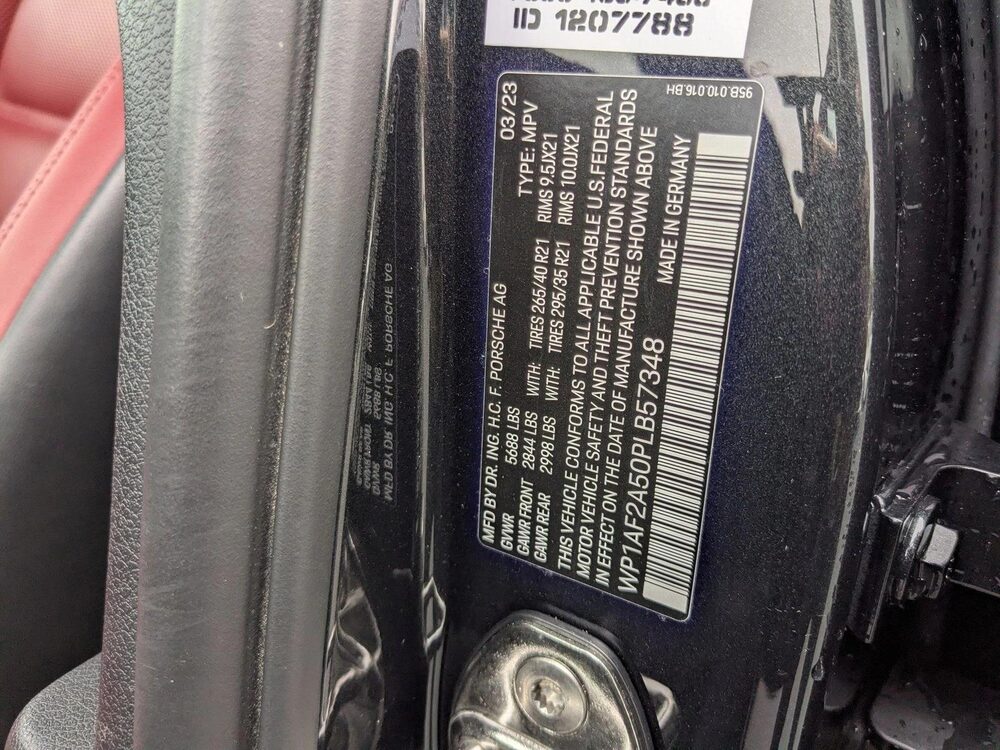 IID 1207788
95B.010.016.BH
MFD BY DR. ING. H.C. F. PORSCHE AG 03/23
GVWR 5688 LBS TYPE: MPV
GAWR FRONT 2844 LBS WITH: TIRES 265/40 R21 RIMS 9.5JX21
GAWR REAR 2998 LBS WITH: TIRES 295/35 R21 RIMS 10.0JX21
THIS VEHICLE CONFORMS TO ALL APPLICABLE U.S.FEDERAL
MOTOR VEHICLE SAFETY AND THEFT PREVENTION STANDARDS
IN EFFECT ON THE DATE OF MANUFACTURE SHOWN ABOVE
WP1AF2A50PLB57348 MADE IN GERMANY